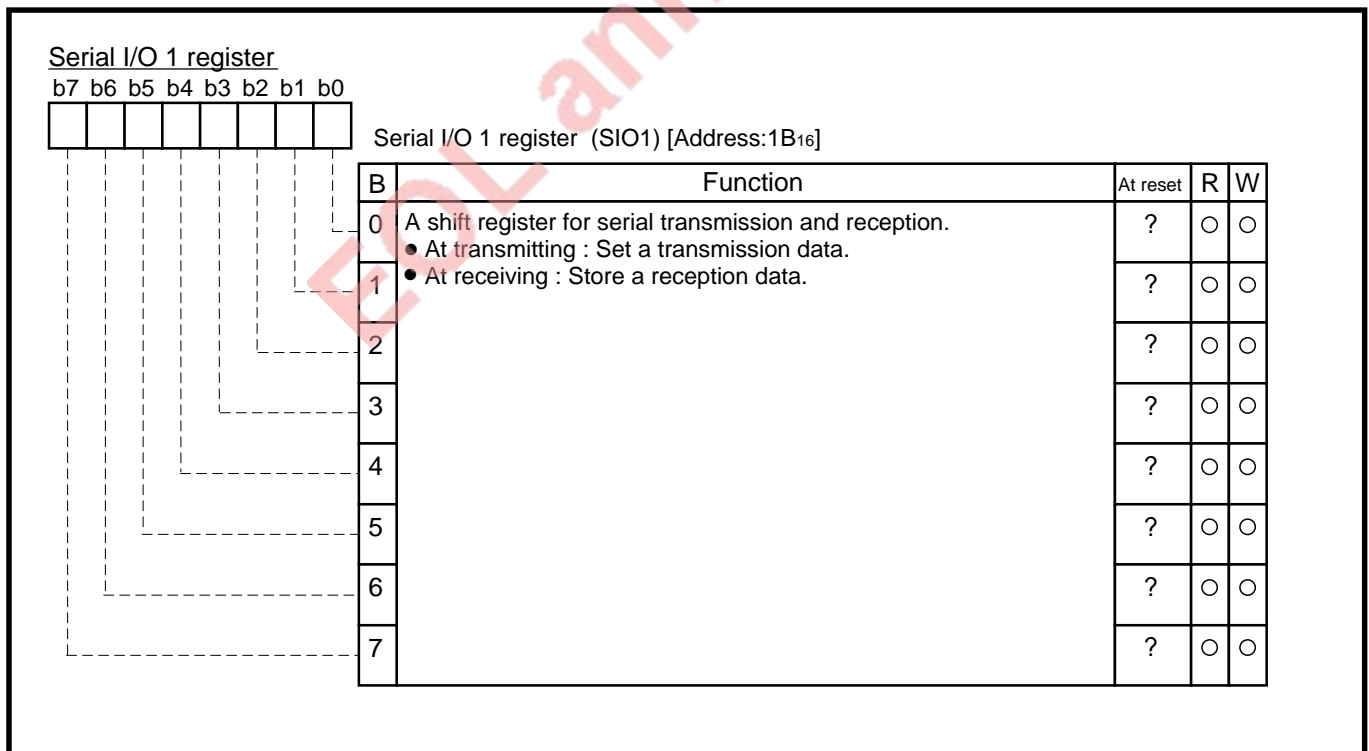 Serial I/O 1 register
b7 b6 b5 b4 b3 b2 b1 b0
Serial I/O 1 register (SIO1) [Address:1B16]
B Function At reset R W
0 A shift register for serial transmission and reception. ? ○ ○
● At transmitting : Set a transmission data.
● At receiving : Store a reception data.
1 ? ○ ○
2 ? ○ ○
3 ? ○ ○
4 ? ○ ○
5 ? ○ ○
6 ? ○ ○
7 ? ○ ○
EOL ann